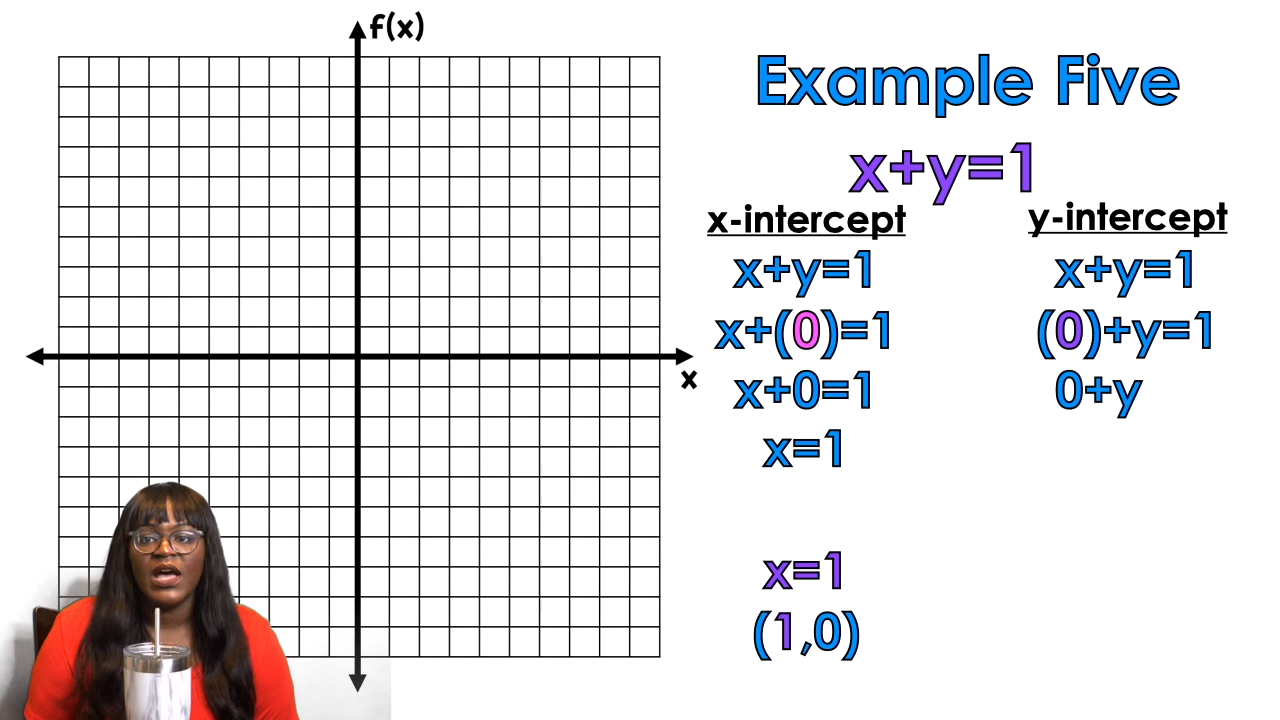 f(x)
x
Example Five
x+y=1
x-intercept
x+y=1
x+(0)=1
x+0=1
x=1
x=1
(1,0)
y-intercept
x+y=1
(0)+y=1
0+y